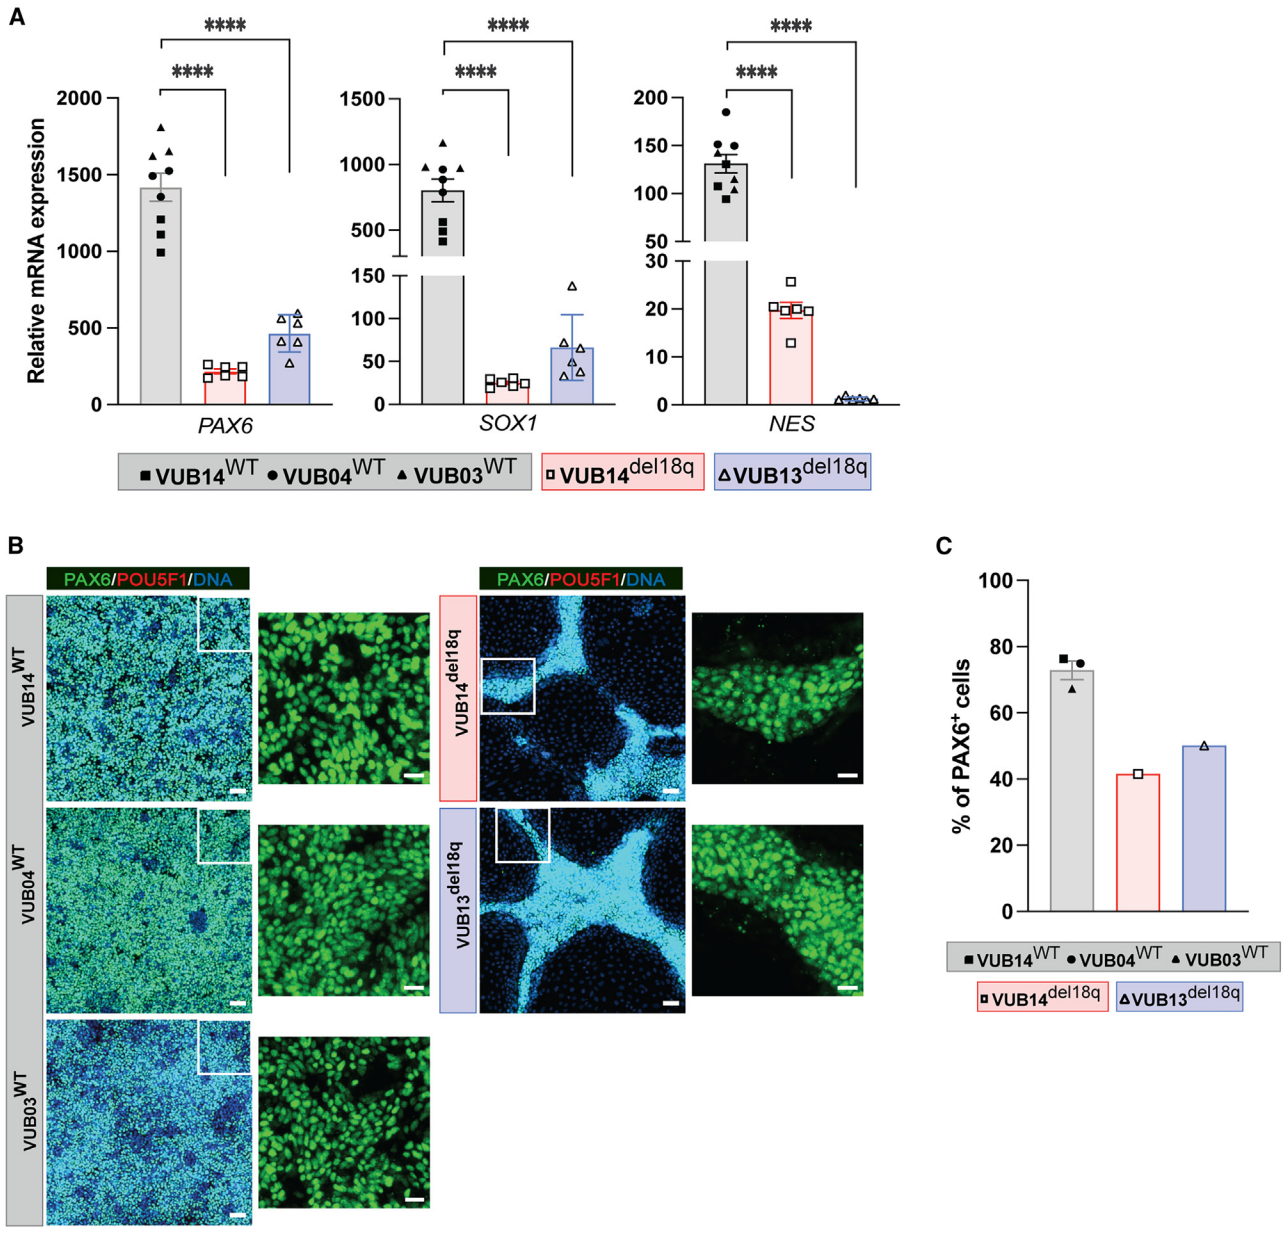 A
Relative mRNA expression
**** **** ****
**** **** ****
2000
1500
1000
500
0
PAX6
1500
1000
500
150
100
50
0
SOX1
200
150
100
50
30
20
10
0
NES
VUB14WT VUB04WT VUB03WT VUB14del18q VUB13del18q
B
PAX6/POU5F1/DNA PAX6/POU5F1/DNA
VUB14WT
VUB14del18q
VUB04WT
VUB13del18q
VUB03WT
C
% of PAX6+ cells
100
80
60
40
20
0
VUB14WT VUB04WT VUB03WT
VUB14del18q VUB13del18q